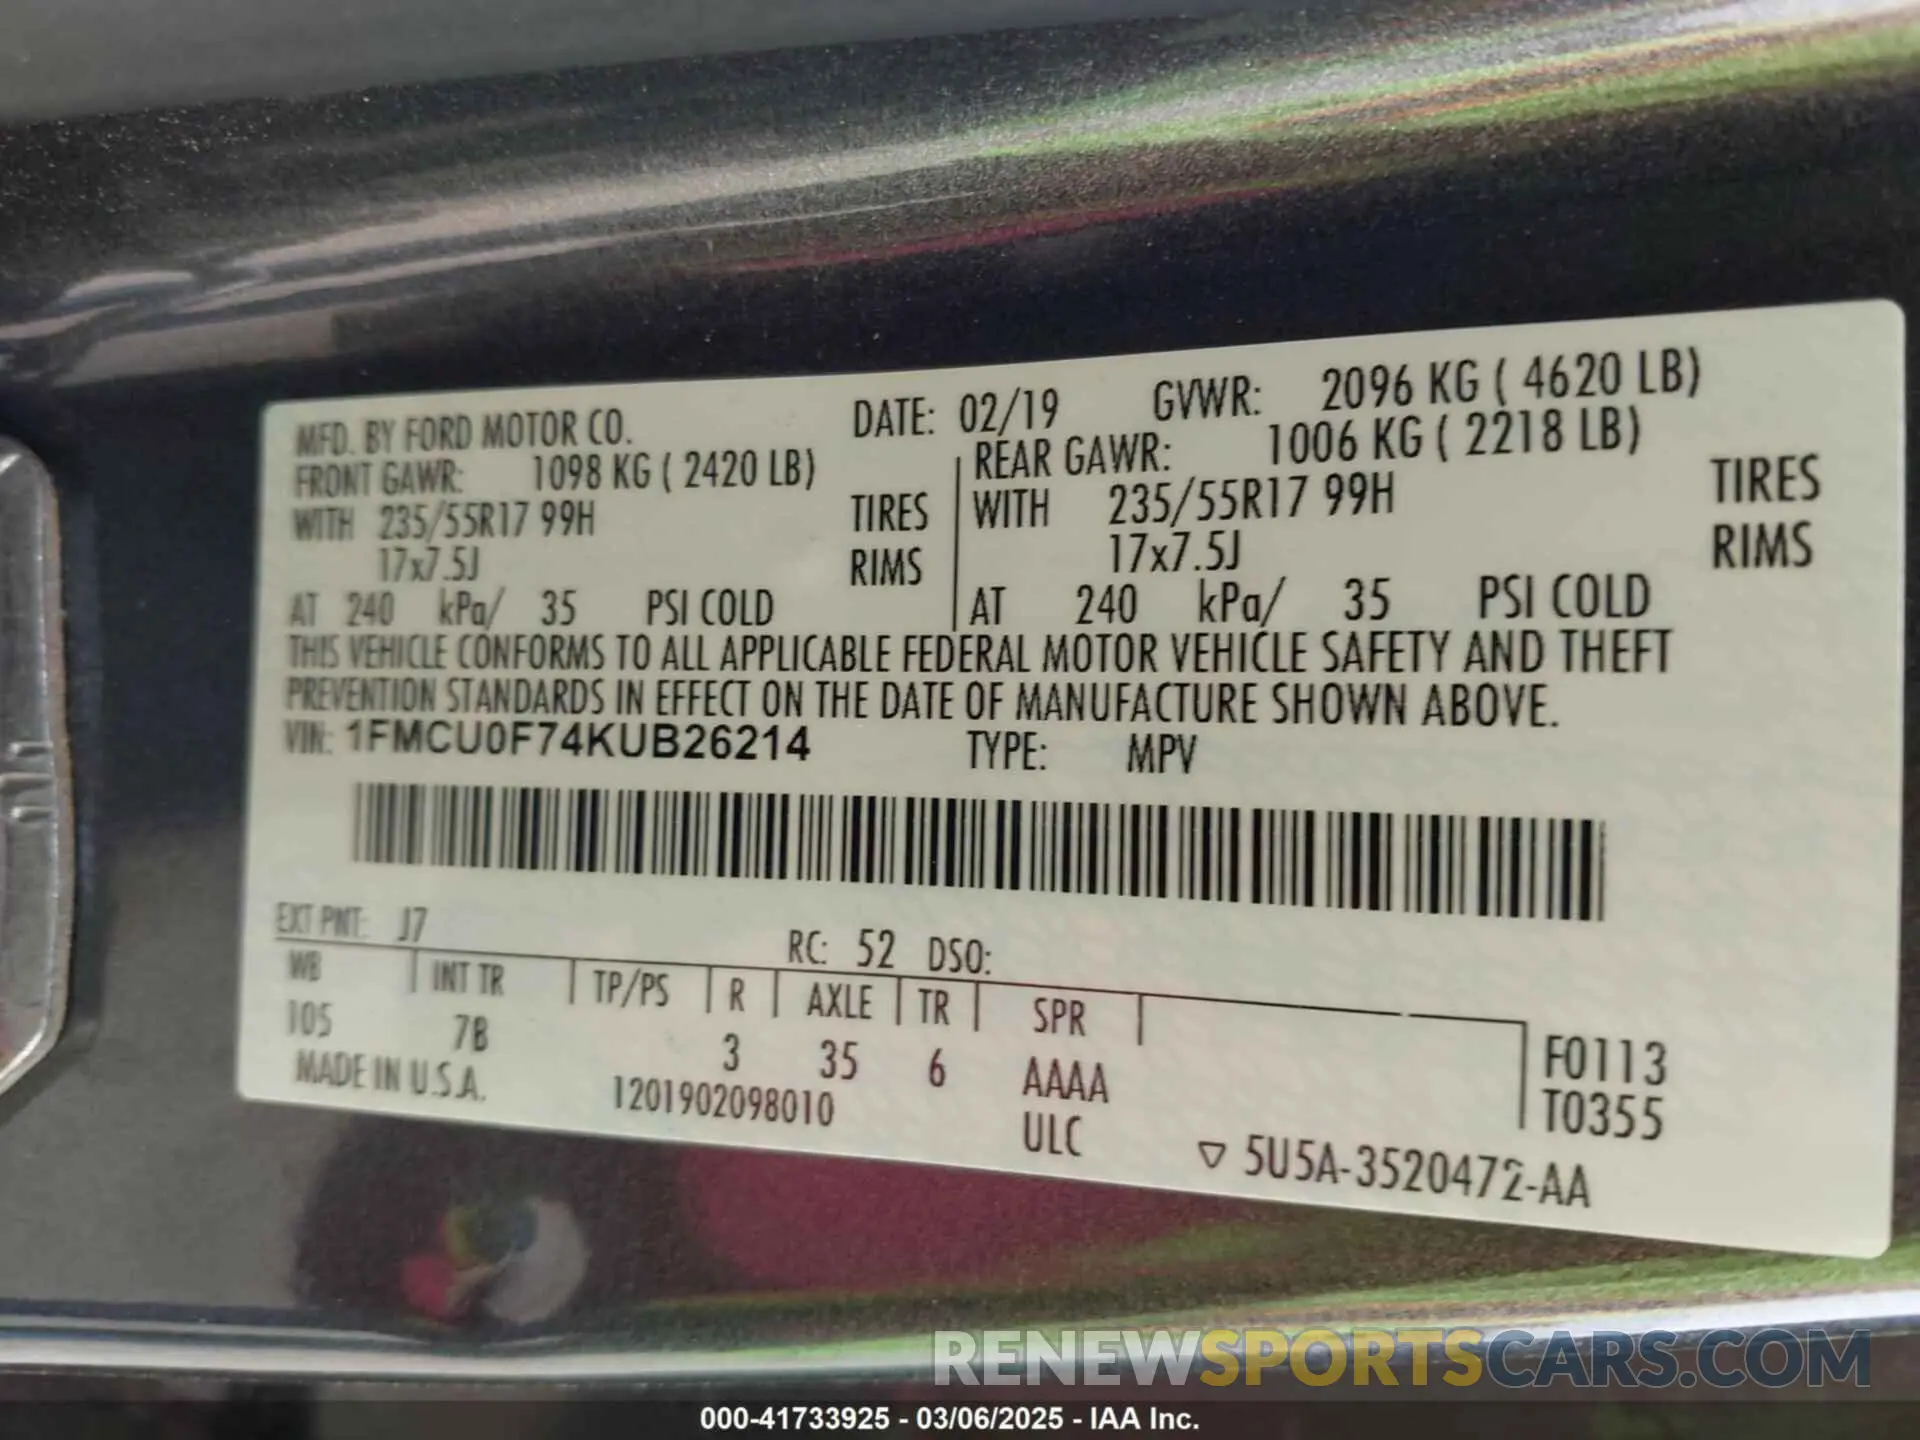 MFD. BY FORD MOTOR CO. DATE: 02/19 GVWR: 2096 KG ( 4620 LB)
FRONT GAWR: 1098 KG ( 2420 LB) REAR GAWR: 1006 KG ( 2218 LB)
WITH 235/55R17 99H TIRES WITH 235/55R17 99H TIRES
17x7.5J RIMS 17x7.5J RIMS
AT 240 kPa/ 35 PSI COLD AT 240 kPa/ 35 PSI COLD
THIS VEHICLE CONFORMS TO ALL APPLICABLE FEDERAL MOTOR VEHICLE SAFETY AND THEFT
PREVENTION STANDARDS IN EFFECT ON THE DATE OF MANUFACTURE SHOWN ABOVE.
VIN: 1FMCU0F74KUB26214 TYPE: MPV
EXT PNT: J7 RC: 52 DSO:
WB INT TR TP/PS R AXLE TR SPR
105 7B 3 35 6 AAAA F0113
MADE IN U.S.A. 1201902098010 ULC T0355
▽ 5U5A-3520472-AA
RENEWSPORTSCARS.COM
000-41733925 - 03/06/2025 - IAA Inc.